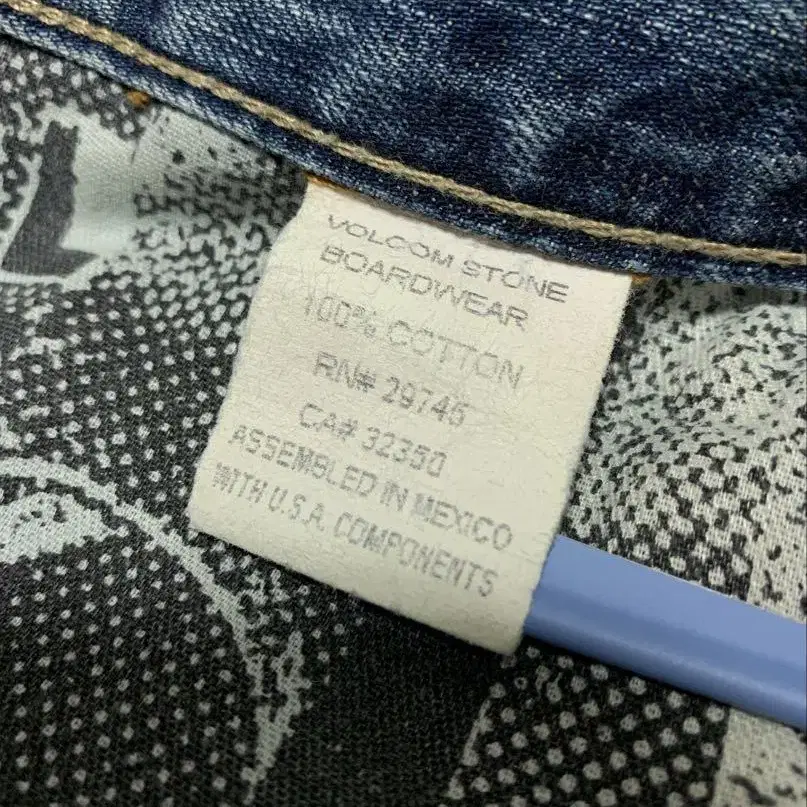 VOLCOM STONE
BOARDWEAR
100% COTTON
RN# 29746
CA# 32350
ASSEMBLED IN MEXICO
WITH U.S.A. COMPONENTS